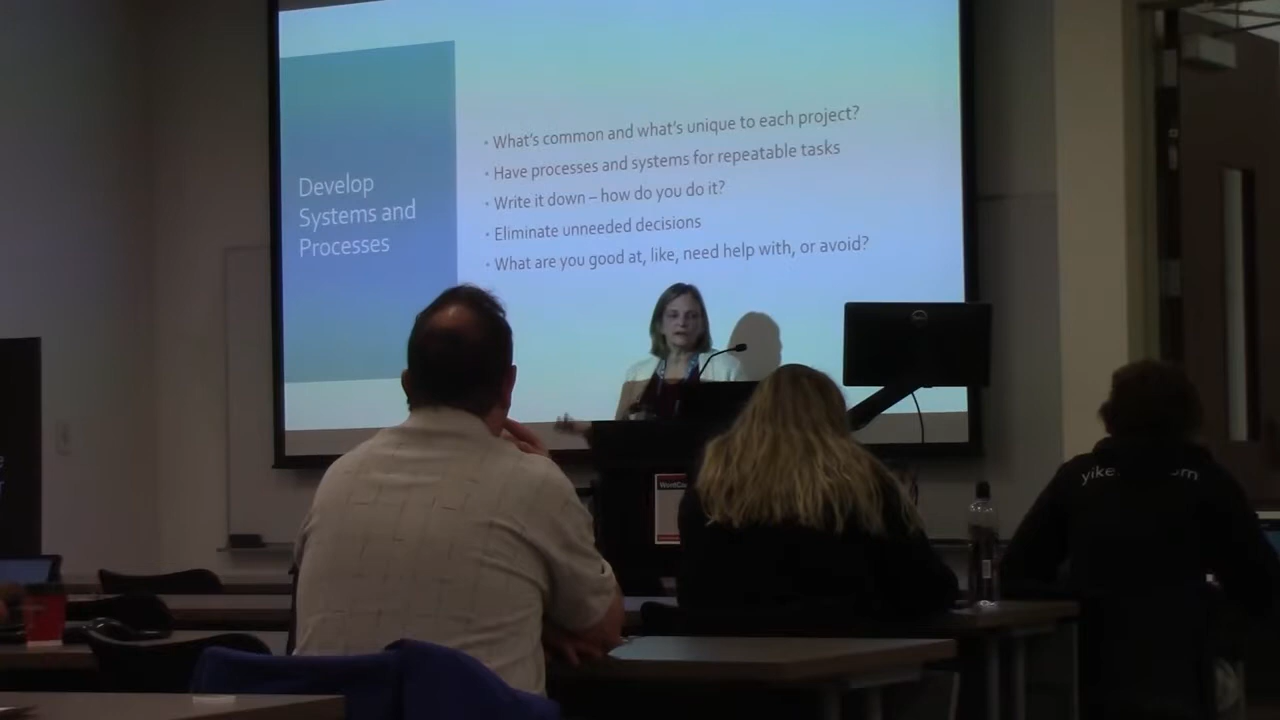 Develop
Systems and
Processes
• What's common and what's unique to each project?
• Have processes and systems for repeatable tasks
• Write it down – how do you do it?
• Eliminate unneeded decisions
• What are you good at, like, need help with, or avoid?
DELL